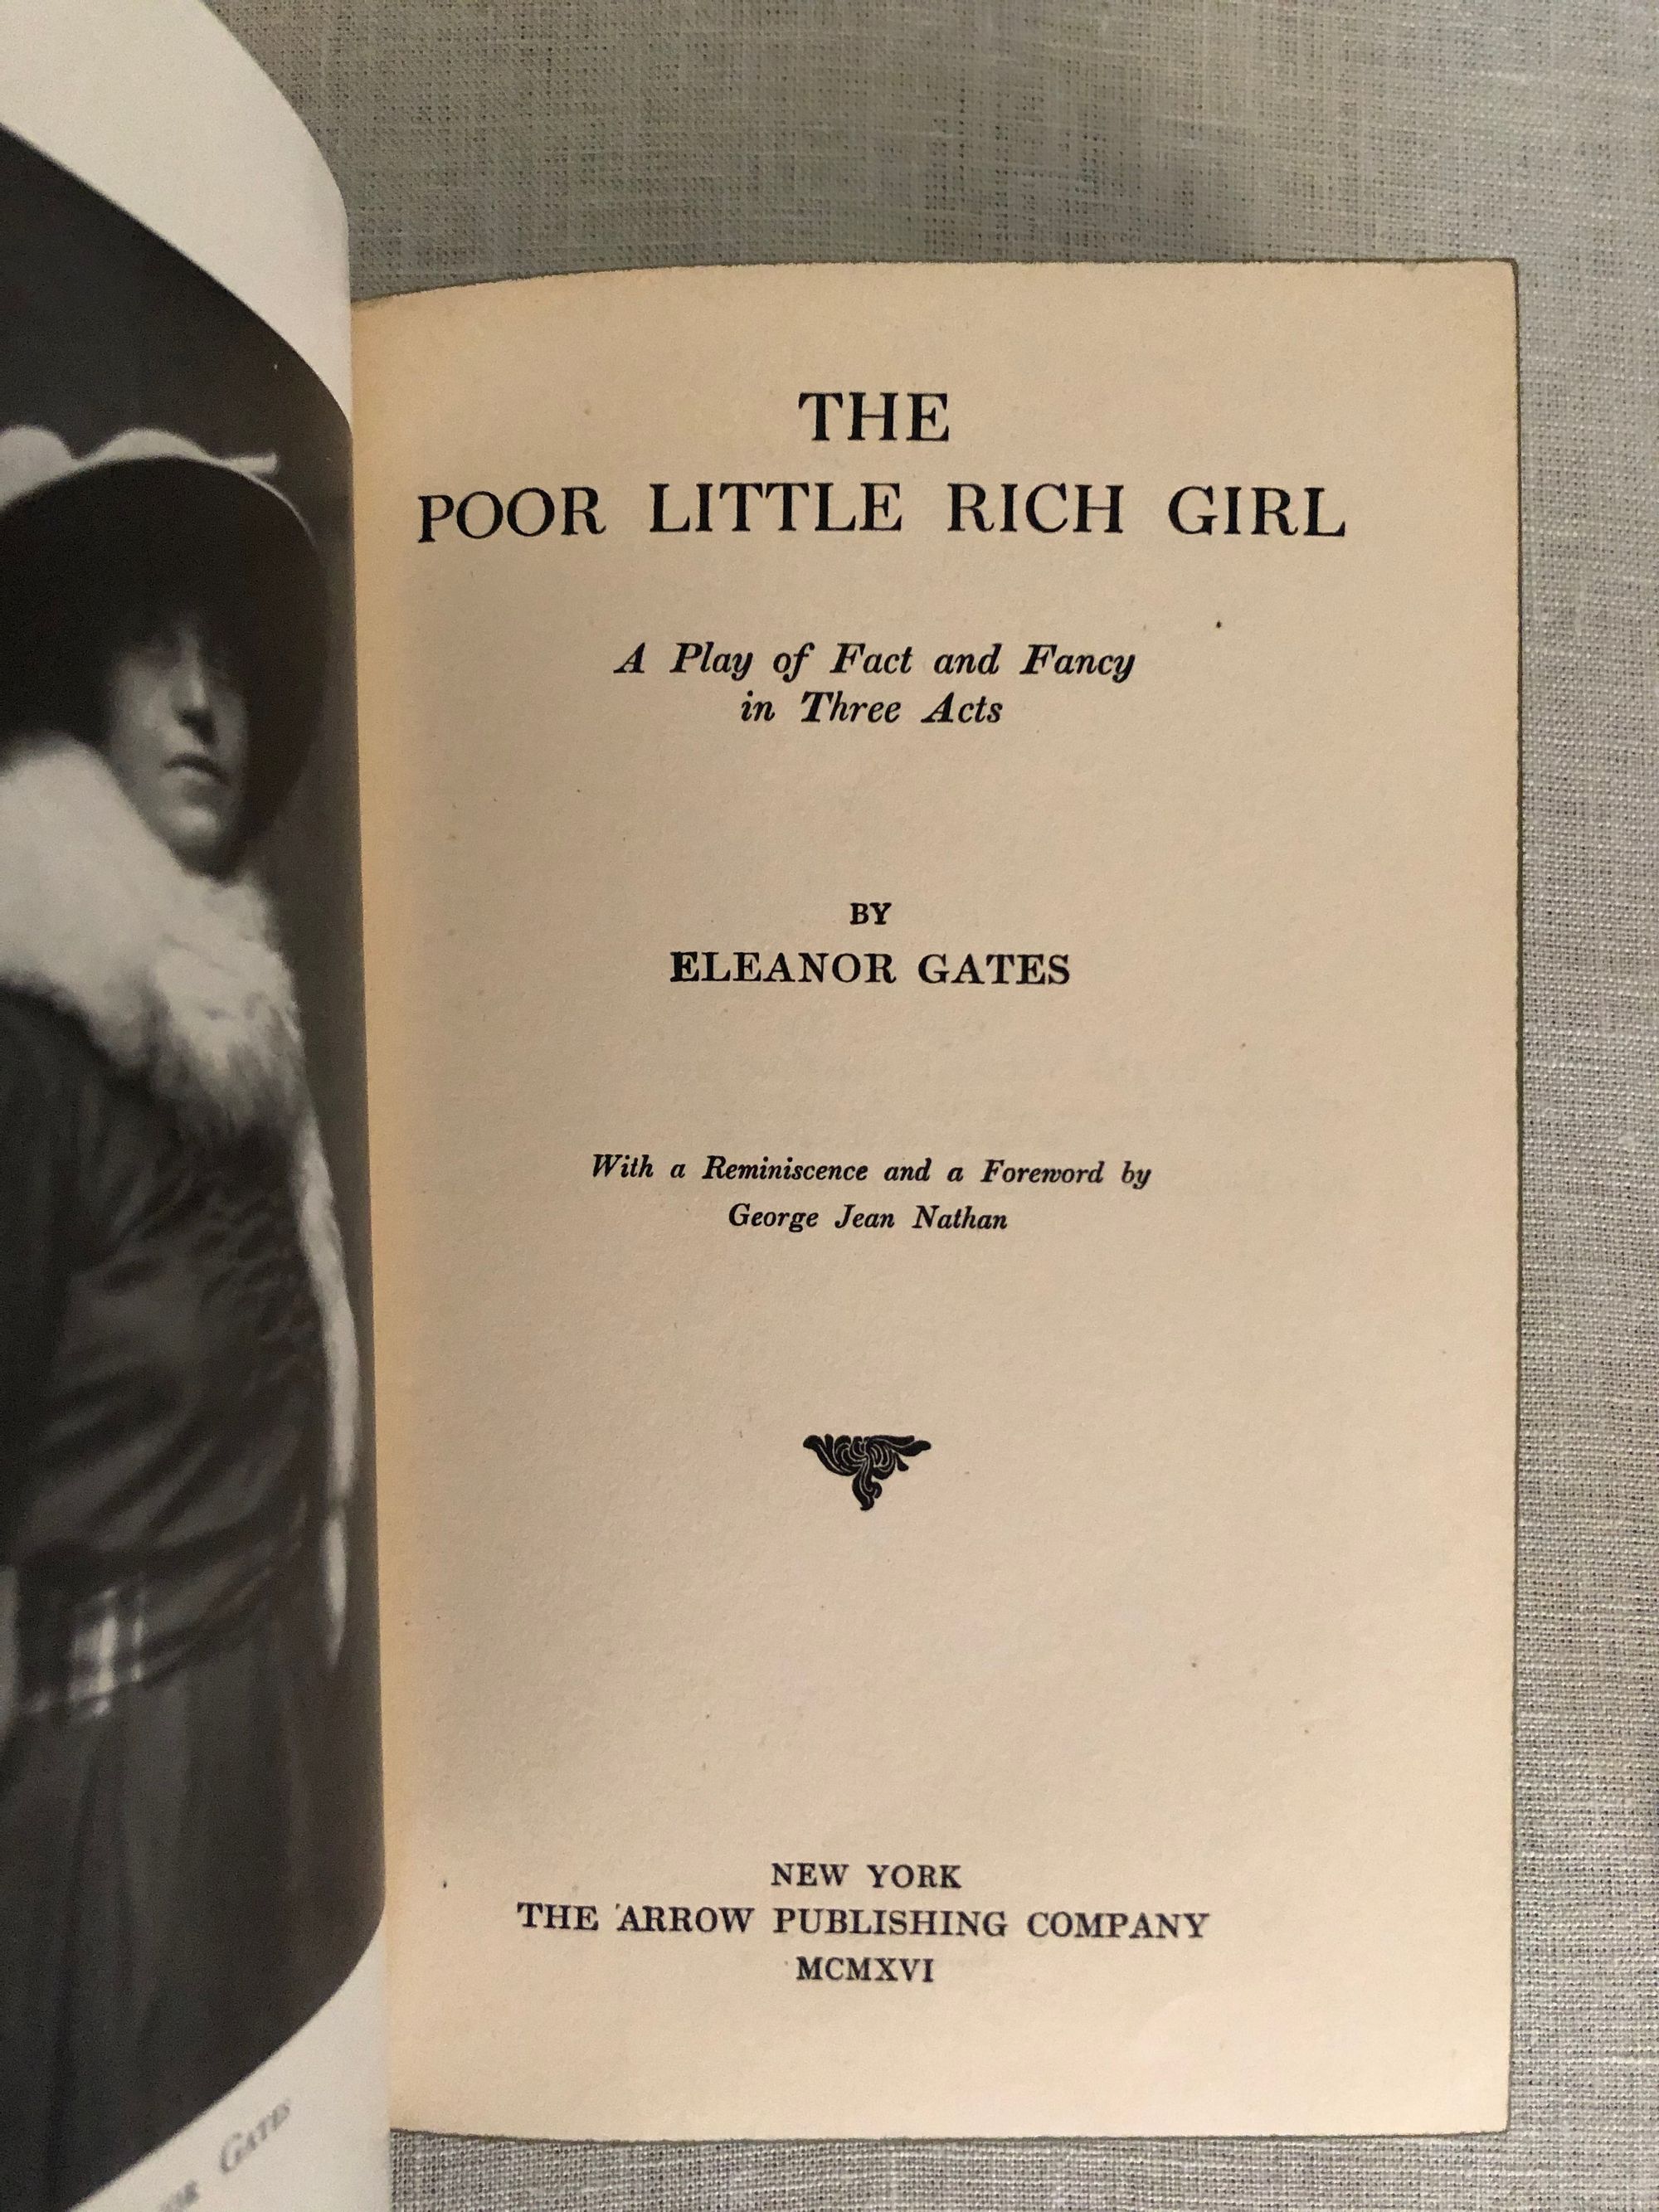 THE
POOR LITTLE RICH GIRL
A Play of Fact and Fancy
in Three Acts
BY
ELEANOR GATES
With a Reminiscence and a Foreword by
George Jean Nathan
NEW YORK
THE ARROW PUBLISHING COMPANY
MCMXVI
GATES